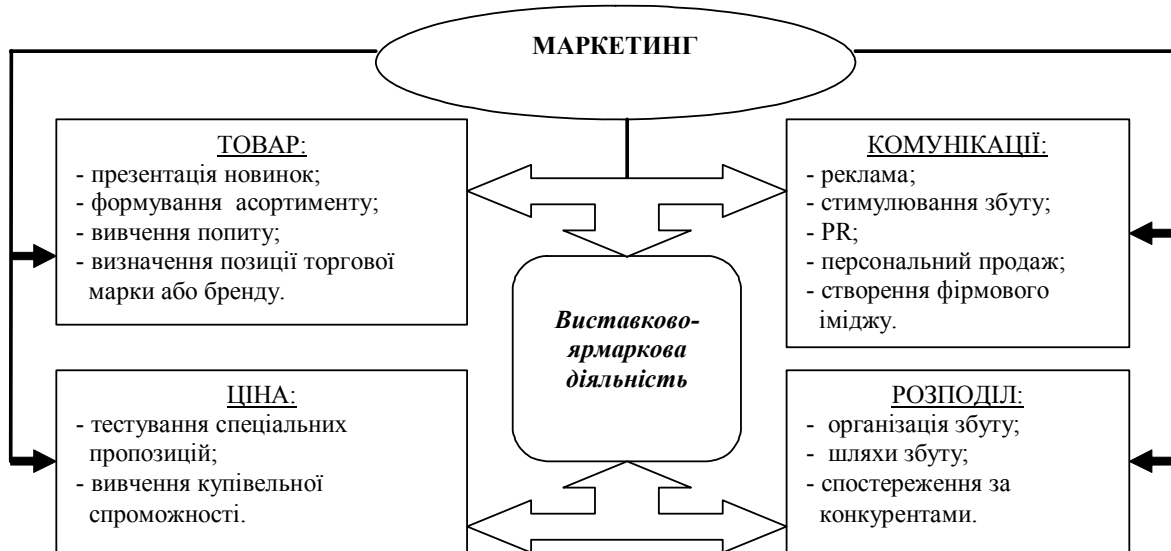 МАРКЕТИНГ
ТОВАР:
- презентація новинок;
- формування асортименту;
- вивчення попиту;
- визначення позиції торгової
марки або бренду.
КОМУНІКАЦІЇ:
- реклама;
- стимулювання збуту;
- PR;
- персональний продаж;
- створення фірмового
іміджу.
Виставково-
ярмаркова
діяльність
ЦІНА:
- тестування спеціальних
пропозицій;
- вивчення купівельної
спроможності.
РОЗПОДІЛ:
- організація збуту;
- шляхи збуту;
- спостереження за
конкурентами.